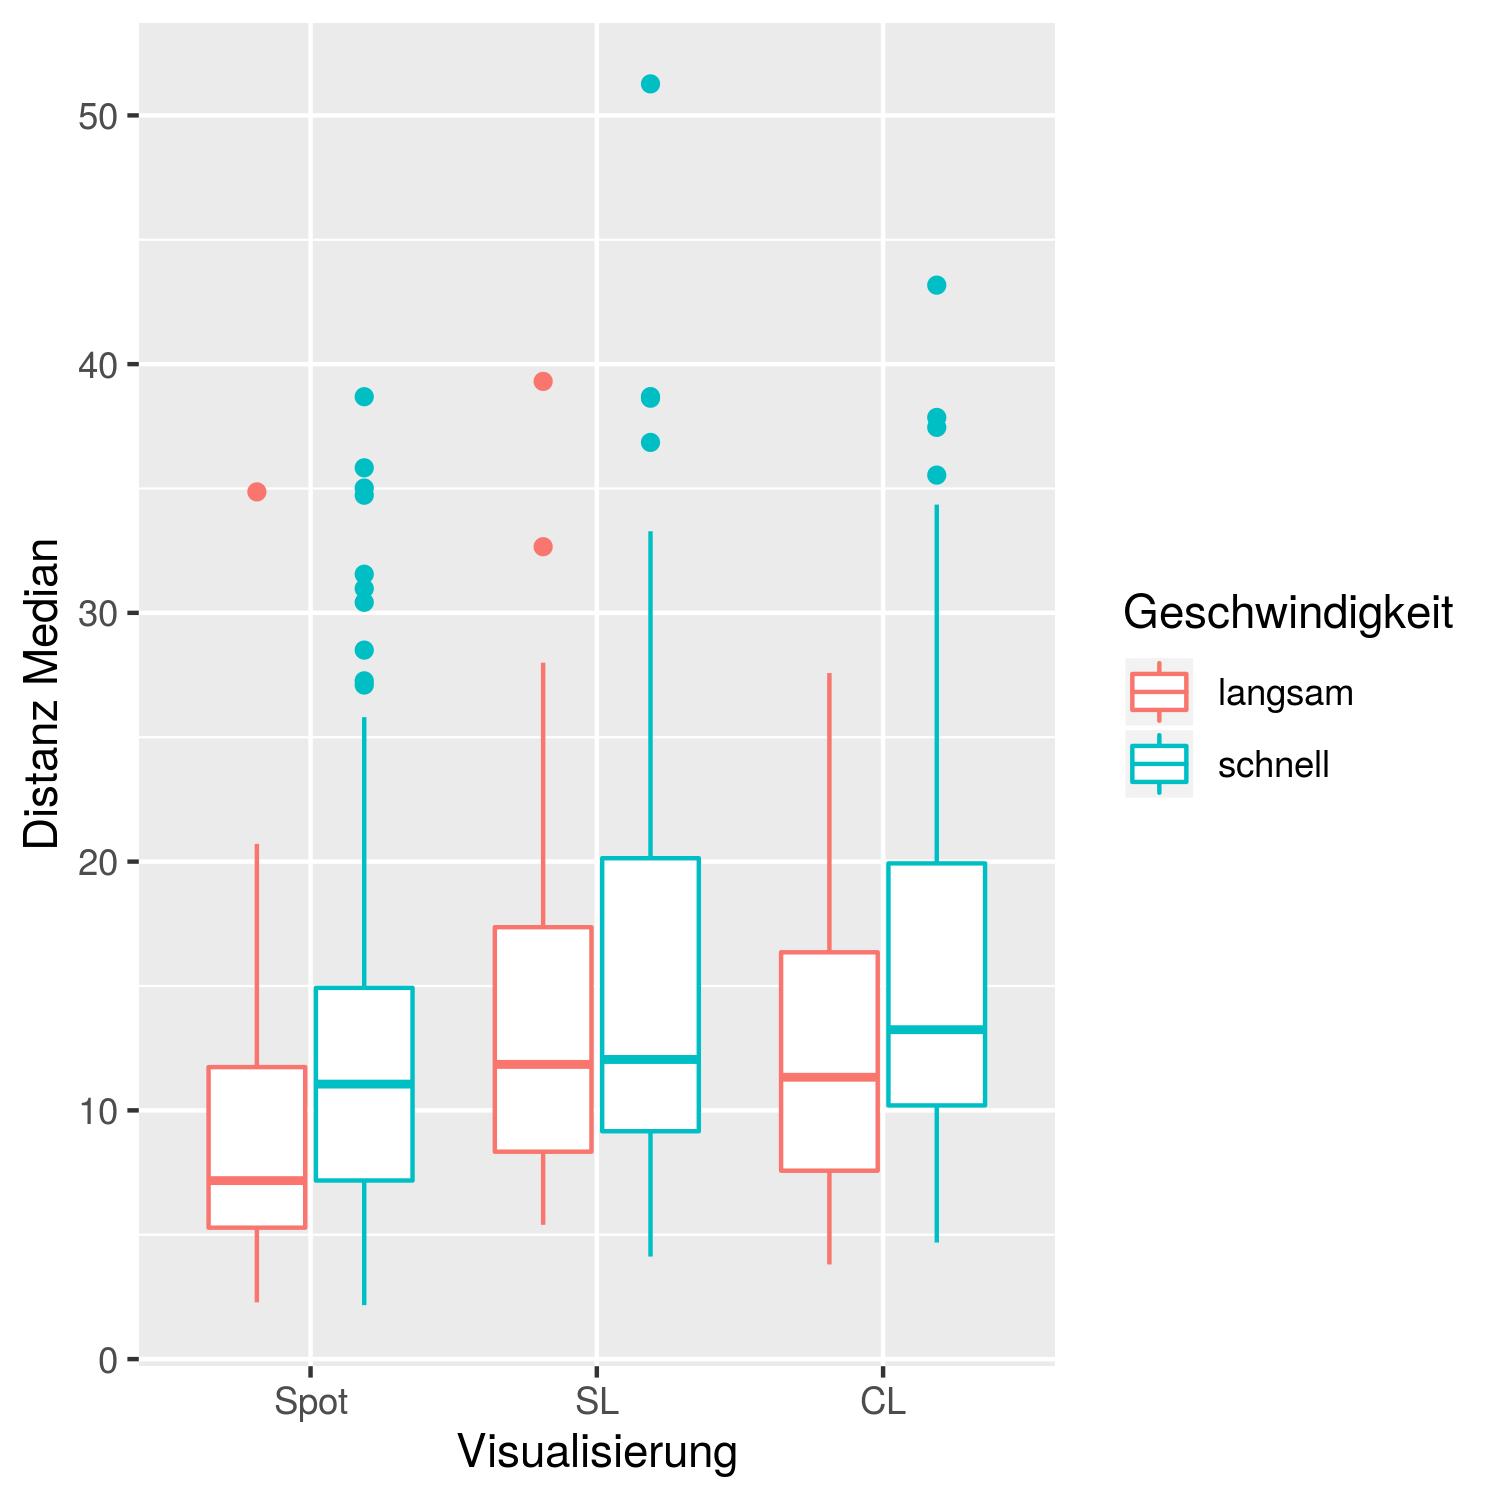 50
40
30
20
10
0
Distanz Median
Spot SL CL
Visualisierung
Geschwindigkeit
langsam
schnell